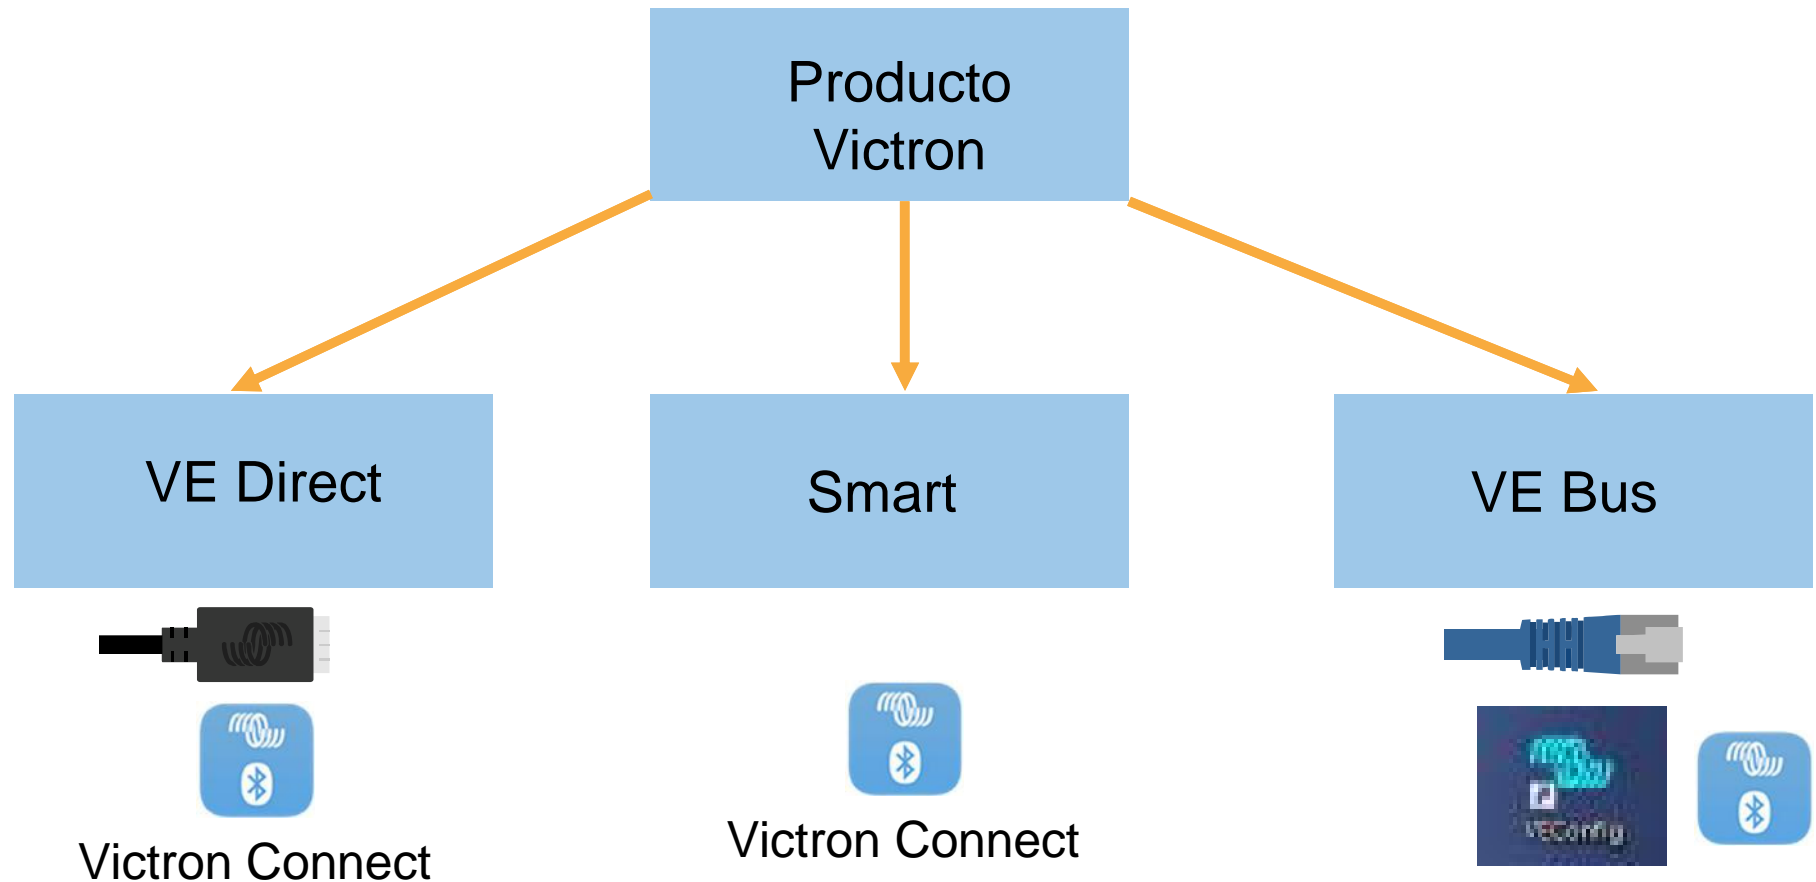 Producto
Victron
VE Direct
Smart
VE Bus
VEConfig
Victron Connect
Victron Connect